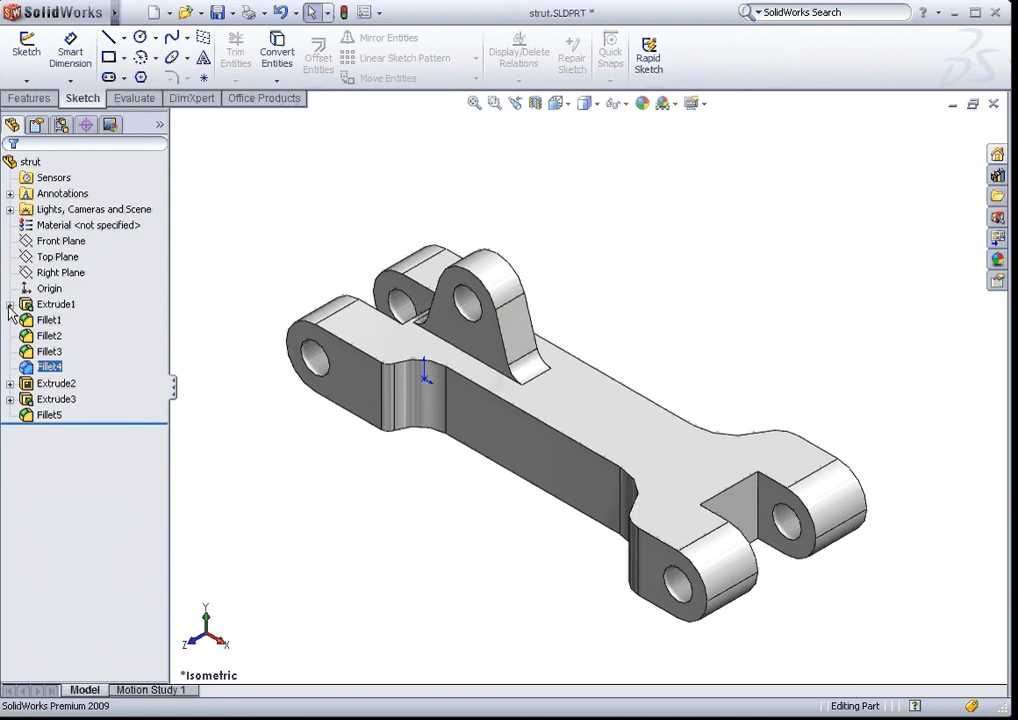 SolidWorks
strut.SLDPRT *
SolidWorks Search
?
Sketch
Smart Dimension
Trim Entities
Convert Entities
Offset Entities
Mirror Entities
Linear Sketch Pattern
Move Entities
Display/Delete Relations
Repair Sketch
Quick Snaps
Rapid Sketch
Features
Sketch
Evaluate
DimXpert
Office Products
strut
Sensors
Annotations
Lights, Cameras and Scene
Material <not specified>
Front Plane
Top Plane
Right Plane
Origin
Extrude1
Fillet1
Fillet2
Fillet3
Fillet4
Extrude2
Extrude3
Fillet5
Y
Z
X
*Isometric
Model
Motion Study 1
SolidWorks Premium 2009
Editing Part
?